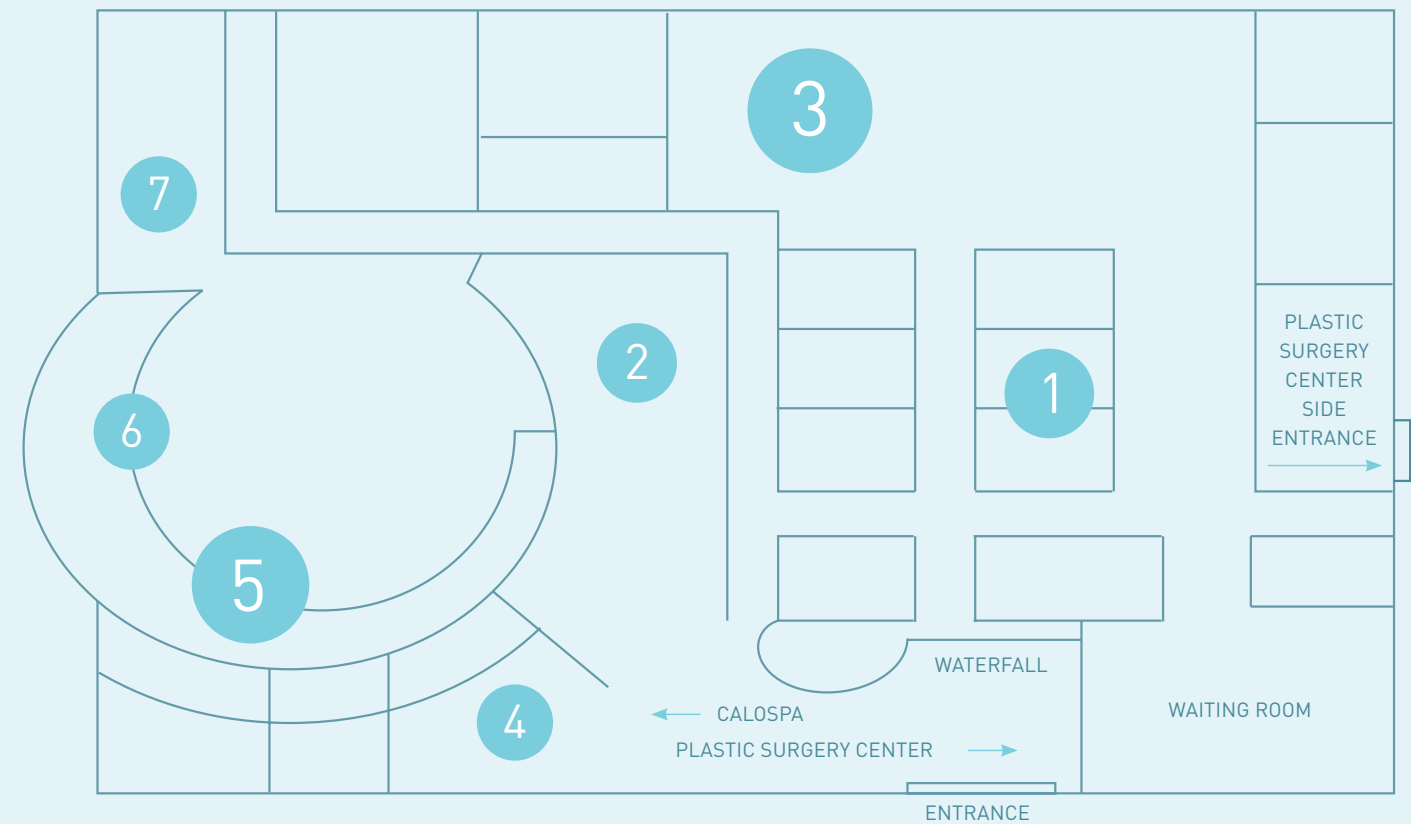 3
7
2
1
6
5
4
PLASTIC
SURGERY
CENTER
SIDE
ENTRANCE
WATERFALL
WAITING ROOM
CALOSPA
PLASTIC SURGERY CENTER
ENTRANCE